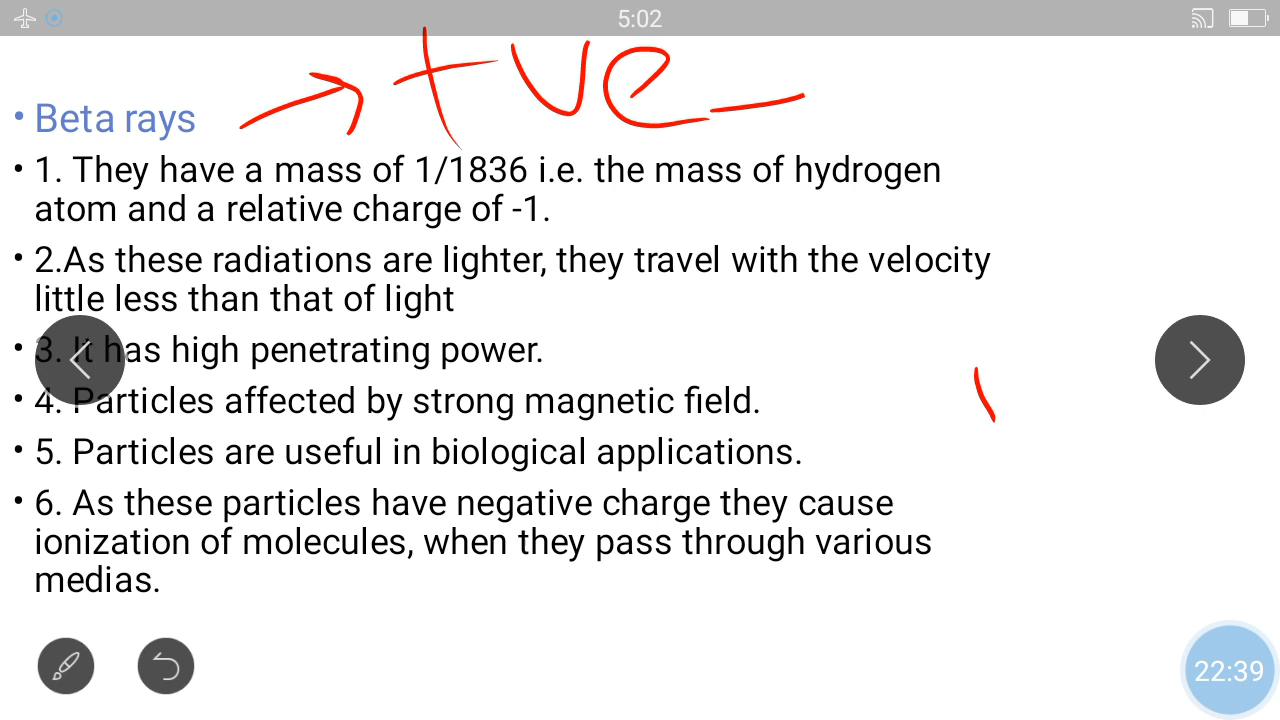 5:02
+ve
• Beta rays
• 1. They have a mass of 1/1836 i.e. the mass of hydrogen
atom and a relative charge of -1.
• 2.As these radiations are lighter, they travel with the velocity
little less than that of light
• 3. It has high penetrating power.
• 4. Particles affected by strong magnetic field.
• 5. Particles are useful in biological applications.
• 6. As these particles have negative charge they cause
ionization of molecules, when they pass through various
medias.
22:39